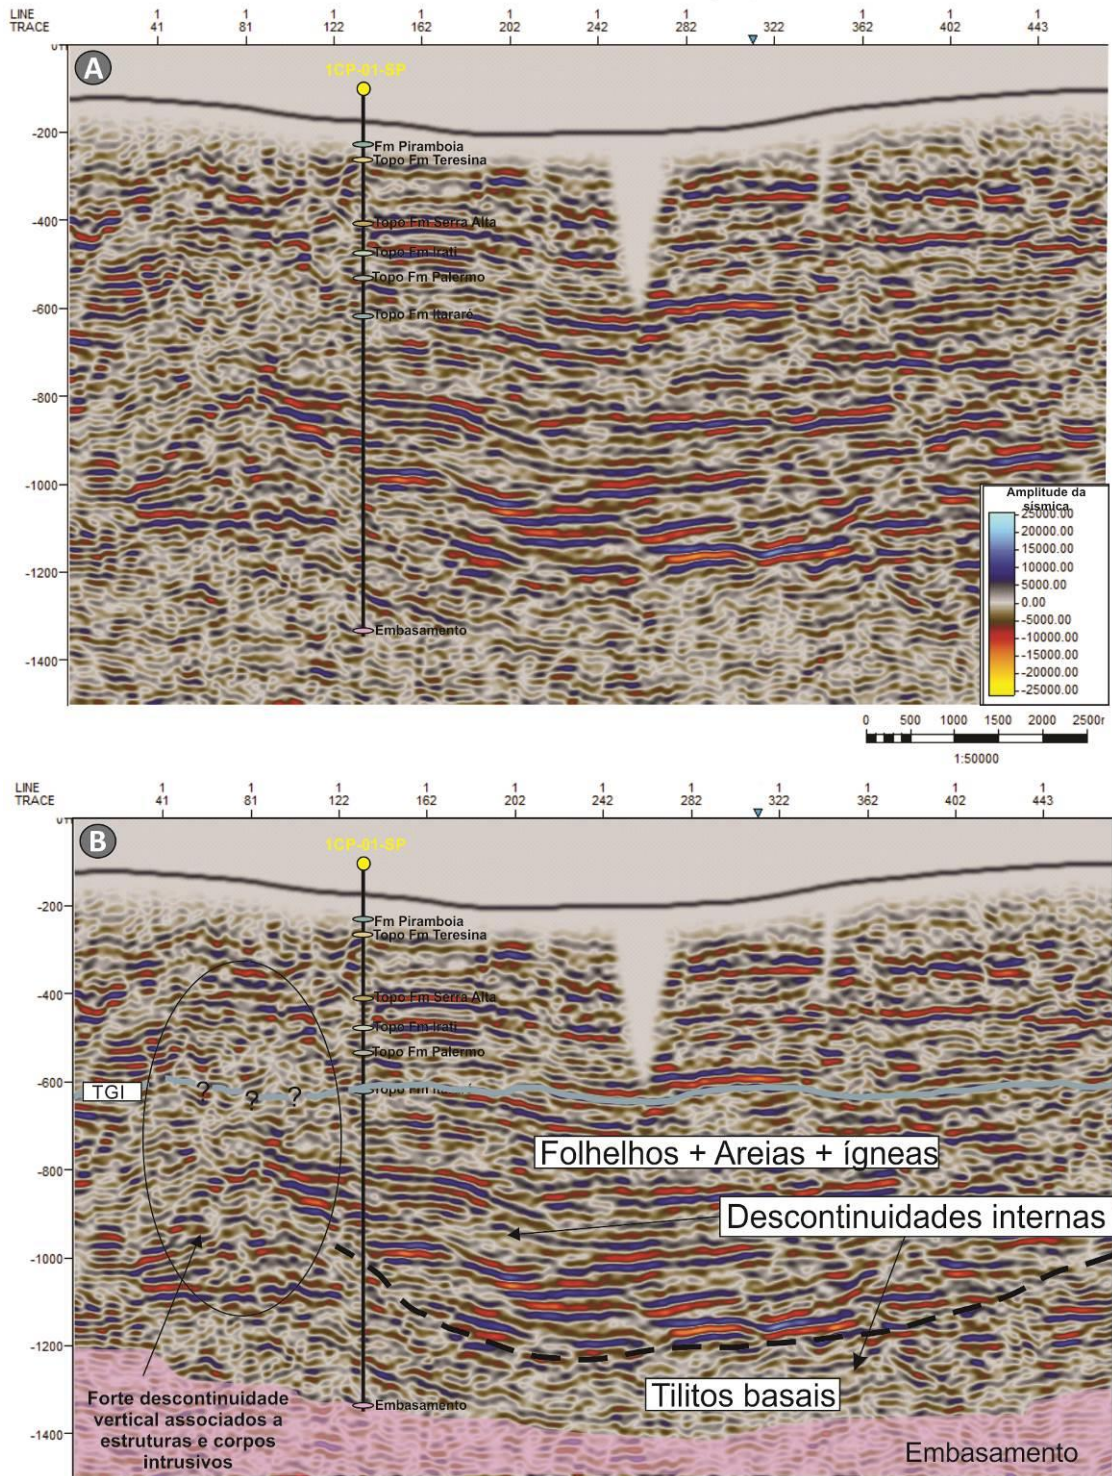 LINE 1 1 1 1 1 1 1 1 1 1 1
TRACE 41 81 122 162 202 242 282 322 362 402 443
A
1CP-01-SP
-200
Fm Piramboia
Topo Fm Teresina
-400
Topo Fm Serra Alta
Topo Fm Irati
Topo Fm Palermo
-600
Topo Fm Itararé
-800
-1000
Amplitude da
sísmica
25000.00
20000.00
15000.00
10000.00
5000.00
0.00
-5000.00
-10000.00
-15000.00
-20000.00
-25000.00
-1200
Embasamento
-1400
0 500 1000 1500 2000 2500
1:50000
LINE 1 1 1 1 1 1 1 1 1 1 1
TRACE 41 81 122 162 202 242 282 322 362 402 443
B
1CP-01-SP
-200
Fm Piramboia
Topo Fm Teresina
-400
Topo Fm Serra Alta
Topo Fm Irati
Topo Fm Palermo
-600
TGI
? ? ?
Topo Fm
Folhelhos + Areias + ígneas
-800
Descontinuidades internas
-1000
-1200
Tilitos basais
Forte descontinuidade
vertical associados a
estruturas e corpos
intrusivos
Embasamento
-1400
Embasamento